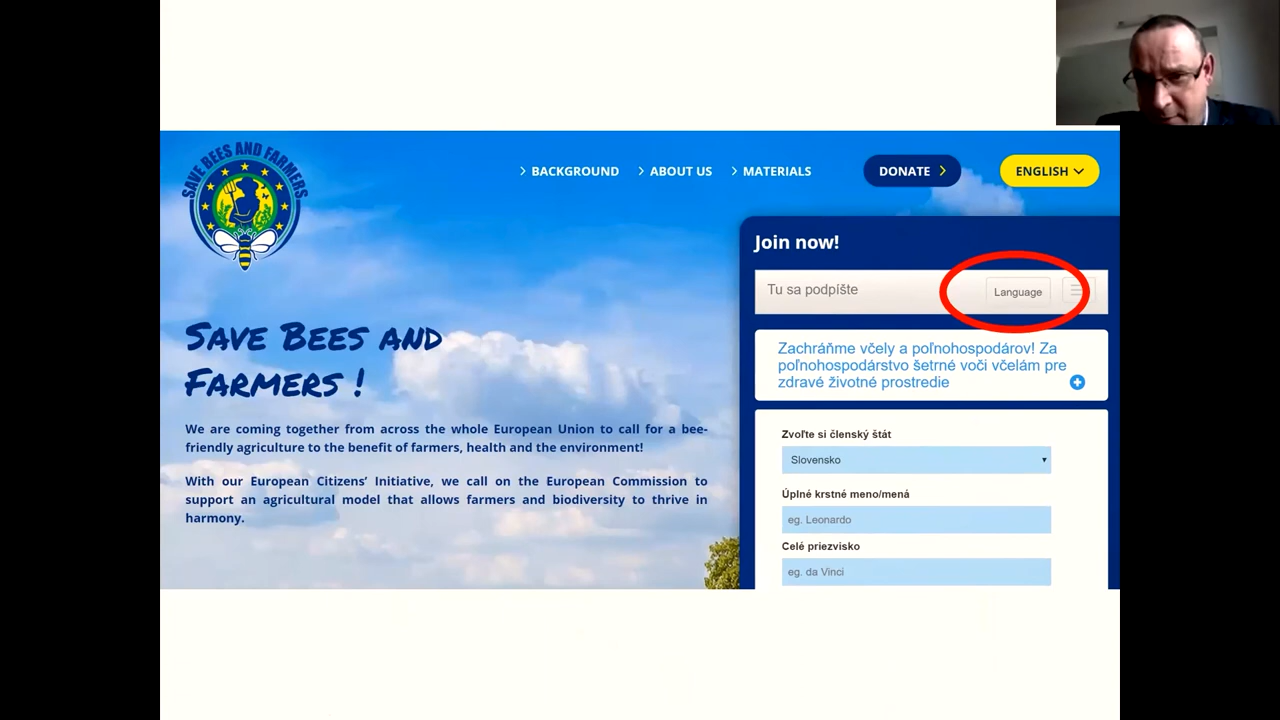 SAVE BEES AND FARMERS
BACKGROUND
ABOUT US
MATERIALS
DONATE
ENGLISH
Join now!
Tu sa podpíšte
Language
SAVE BEES AND
FARMERS !
We are coming together from across the whole European Union to call for a bee-
friendly agriculture to the benefit of farmers, health and the environment!
With our European Citizens’ Initiative, we call on the European Commission to
support an agricultural model that allows farmers and biodiversity to thrive in
harmony.
Zachráňme včely a poľnohospodárov! Za
poľnohospodárstvo šetrné voči včelám pre
zdravé životné prostredie
Zvoľte si členský štát
Slovensko
Úplné krstné meno/mená
eg. Leonardo
Celé priezvisko
eg. da Vinci